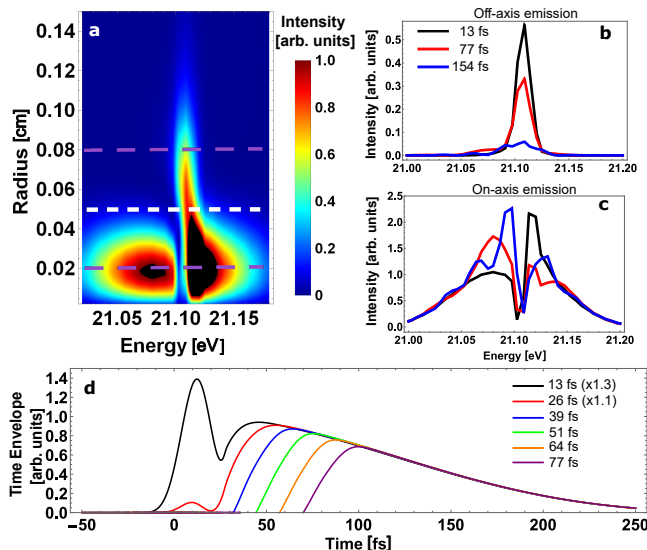 a
Intensity
[arb. units]
1.0
0.8
0.6
0.4
0.2
0
Radius [cm]
0.14
0.12
0.10
0.08
0.06
0.04
0.02
21.05 21.10 21.15
Energy [eV]
Off-axis emission
b
13 fs
77 fs
154 fs
Intensity [arb. units]
0.5
0.4
0.3
0.2
0.1
0.0
21.00 21.05 21.10 21.15 21.20
On-axis emission
c
Intensity [arb. units]
2.5
2.0
1.5
1.0
0.5
0.0
21.00 21.05 21.10 21.15 21.20
Energy [eV]
d
Time Envelope
[arb. units]
1.4
1.2
1.0
0.8
0.6
0.4
0.2
0.0
13 fs (x1.3)
26 fs (x1.1)
39 fs
51 fs
64 fs
77 fs
-50 0 50 100 150 200 250
Time [fs]